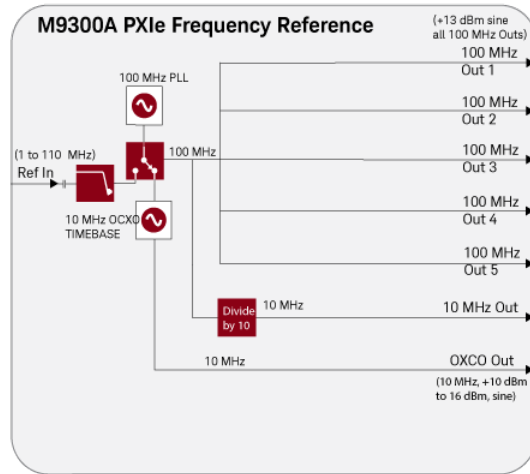 M9300A PXIe Frequency Reference
(+13 dBm sine
all 100 MHz Outs)
100 MHz
Out 1
100 MHz PLL
100 MHz
Out 2
(1 to 110 MHz)
Ref In
100 MHz
100 MHz
Out 3
10 MHz OCXO
TIMEBASE
100 MHz
Out 4
100 MHz
Out 5
Divide
by 10
10 MHz
10 MHz Out
10 MHz
OXCO Out
(10 MHz, +10 dBm
to 16 dBm, sine)